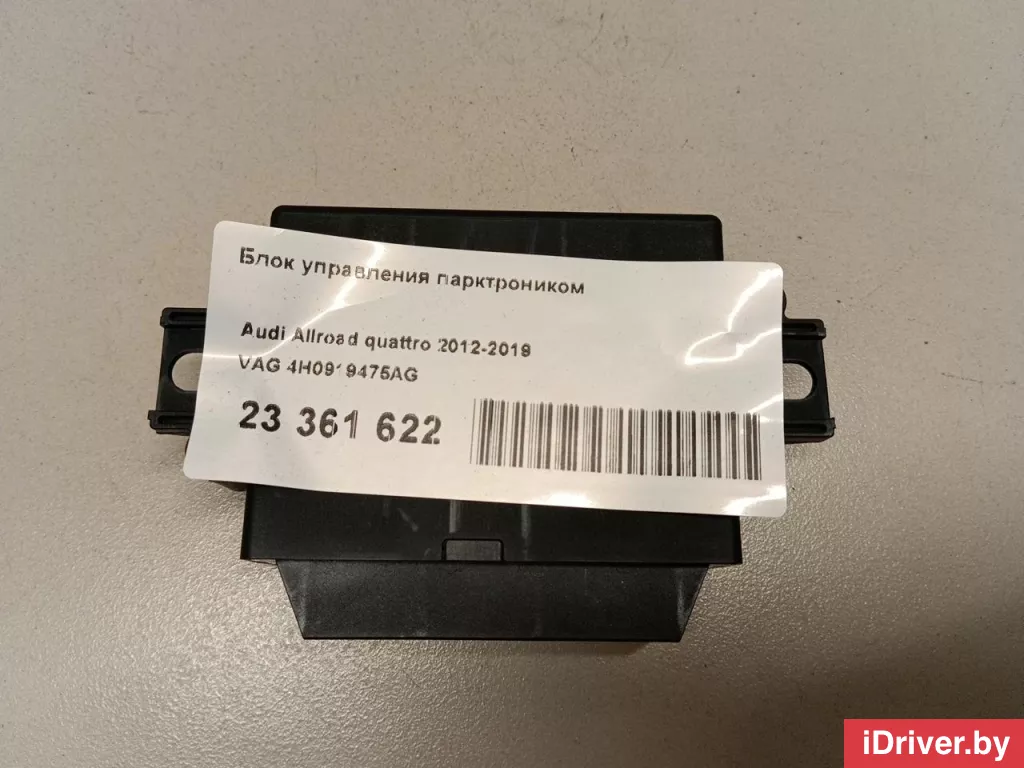 Блок управления парктроником
Audi Allroad quattro 2012-2019
VAG 4H0919475AG
23 361 622
iDriver.by